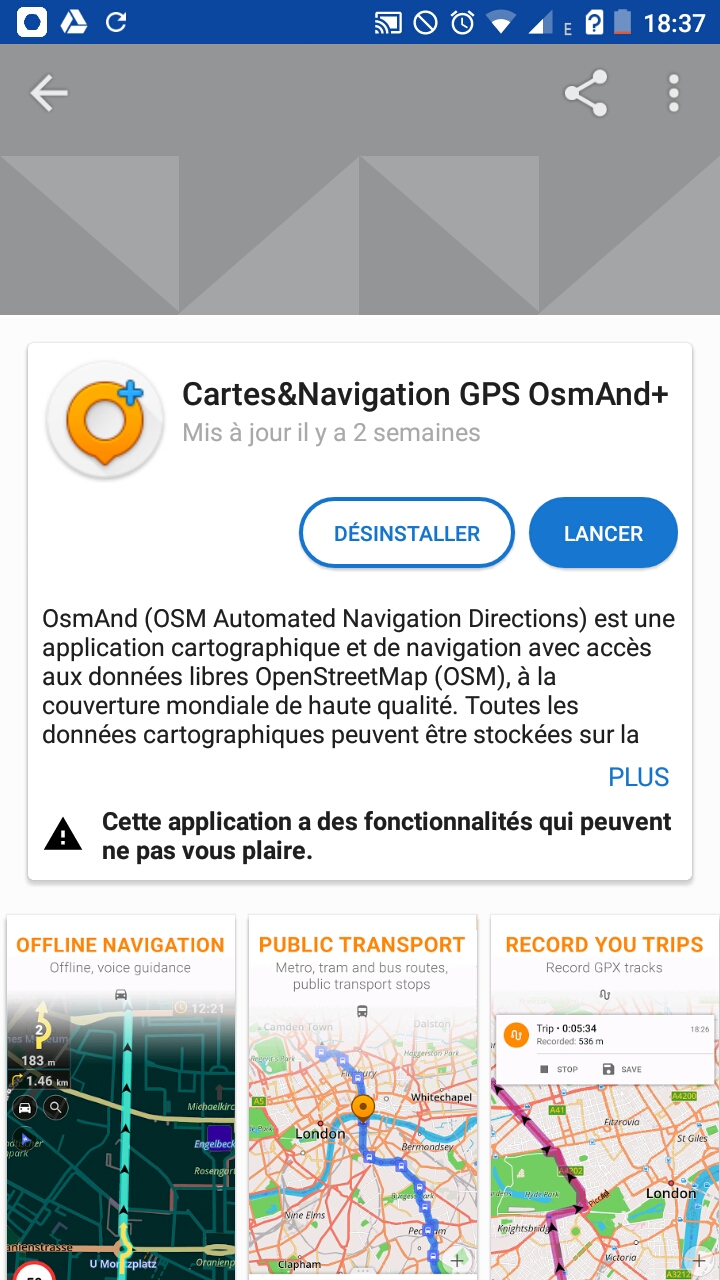 E
18:37
Cartes&Navigation GPS OsmAnd+
Mis à jour il y a 2 semaines
DÉSINSTALLER
LANCER
OsmAnd (OSM Automated Navigation Directions) est une
application cartographique et de navigation avec accès
aux données libres OpenStreetMap (OSM), à la
couverture mondiale de haute qualité. Toutes les
données cartographiques peuvent être stockées sur la
PLUS
Cette application a des fonctionnalités qui peuvent
ne pas vous plaire.
OFFLINE NAVIGATION
Offline, voice guidance
12:21
2
183 m
1.46 km
Michaelkirc
Engelbeck
Rosengart
anienstrasse
U Moritzplatz
Oranienp
50
PUBLIC TRANSPORT
Metro, tram and bus routes,
public transport stops
Camden Town
Dalston
Regent's Park
Haggerston Park
Finsbury
A5
Whitechapel
London
Bermondsey
Nine Elms
Clapham
RECORD YOU TRIPS
Record GPX tracks
Trip • 0:05:34
18:26
Recorded: 536 m
STOP
SAVE
A4200
A41
Fitzrovia
St Giles
A4202
Hyde Park
London
Knightsbridg
Victoria
A3212